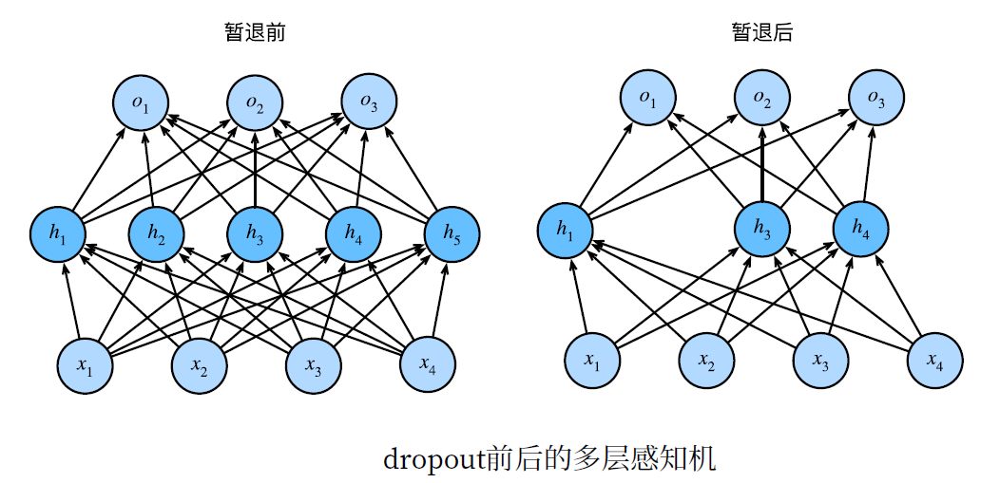 暂退前 暂退后
o1 o2 o3 o1 o2 o3
h1 h2 h3 h4 h5 h1 h3 h4
x1 x2 x3 x4 x1 x2 x3 x4
dropout前后的多层感知机